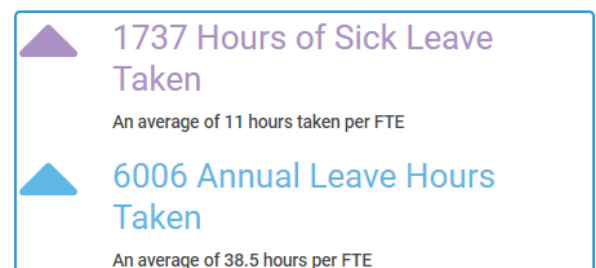 1737 Hours of Sick Leave
Taken
An average of 11 hours taken per FTE
6006 Annual Leave Hours
Taken
An average of 38.5 hours per FTE